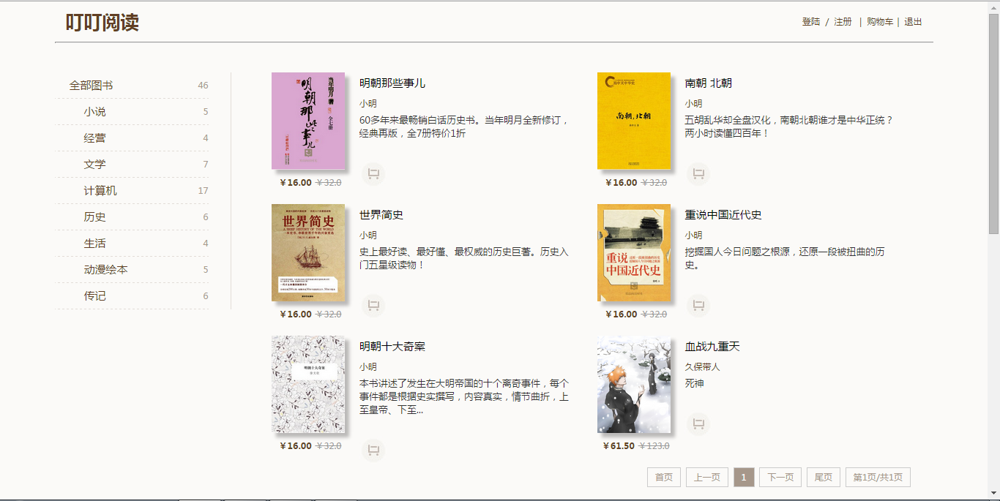 叮叮阅读
登陆 / 注册 | 购物车 | 退出
全部图书 46
小说 5
经营 4
文学 7
计算机 17
历史 6
生活 4
动漫绘本 5
传记 6
当年明月 著
明朝那些事儿
全七册
明朝那些事儿
小明
60多年来最畅销白话历史书。当年明月全新修订，
经典再版，全7册特价1折
￥16.00 ￥32.0
南朝,北朝
南朝 北朝
小明
五胡乱华却全盘汉化，南朝北朝谁才是中华正统？
两小时读懂四百年！
￥16.00 ￥32.0
世界简史
A BRIEF HISTORY OF THE WORLD
世界简史
小明
史上最好读、最好懂、最权威的历史巨著。历史入
门五星级读物！
￥16.00 ￥32.0
重说
中国近代史
重说中国近代史
小明
挖掘国人今日问题之根源，还原一段被扭曲的历
史。
￥16.00 ￥32.0
明朝十大奇案
明朝十大奇案
小明
本书讲述了发生在大明帝国的十个离奇事件，每个
事件都是根据史实撰写，内容真实，情节曲折，上
至皇帝、下至...
￥16.00 ￥32.0
血战九重天
久保带人
死神
￥61.50 ￥123.0
首页 上一页 1 下一页 尾页 第1页/共1页